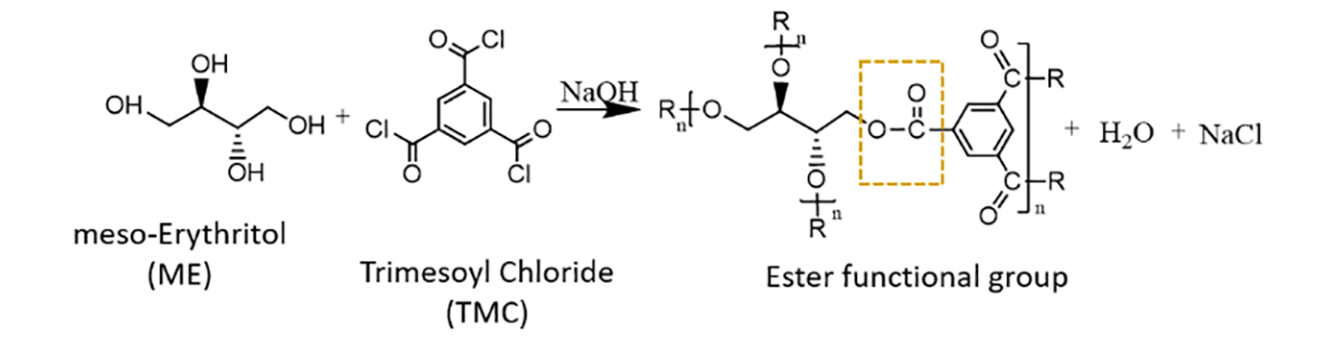 OH
OH
OH
OH
+
O
Cl
Cl
O
O
Cl
NaOH
R
n
O
R
n
O
O
n
R
O
O
C
O
C
R
C
R
O
n
+ H₂O + NaCl
meso-Erythritol
(ME)
Trimesoyl Chloride
(TMC)
Ester functional group